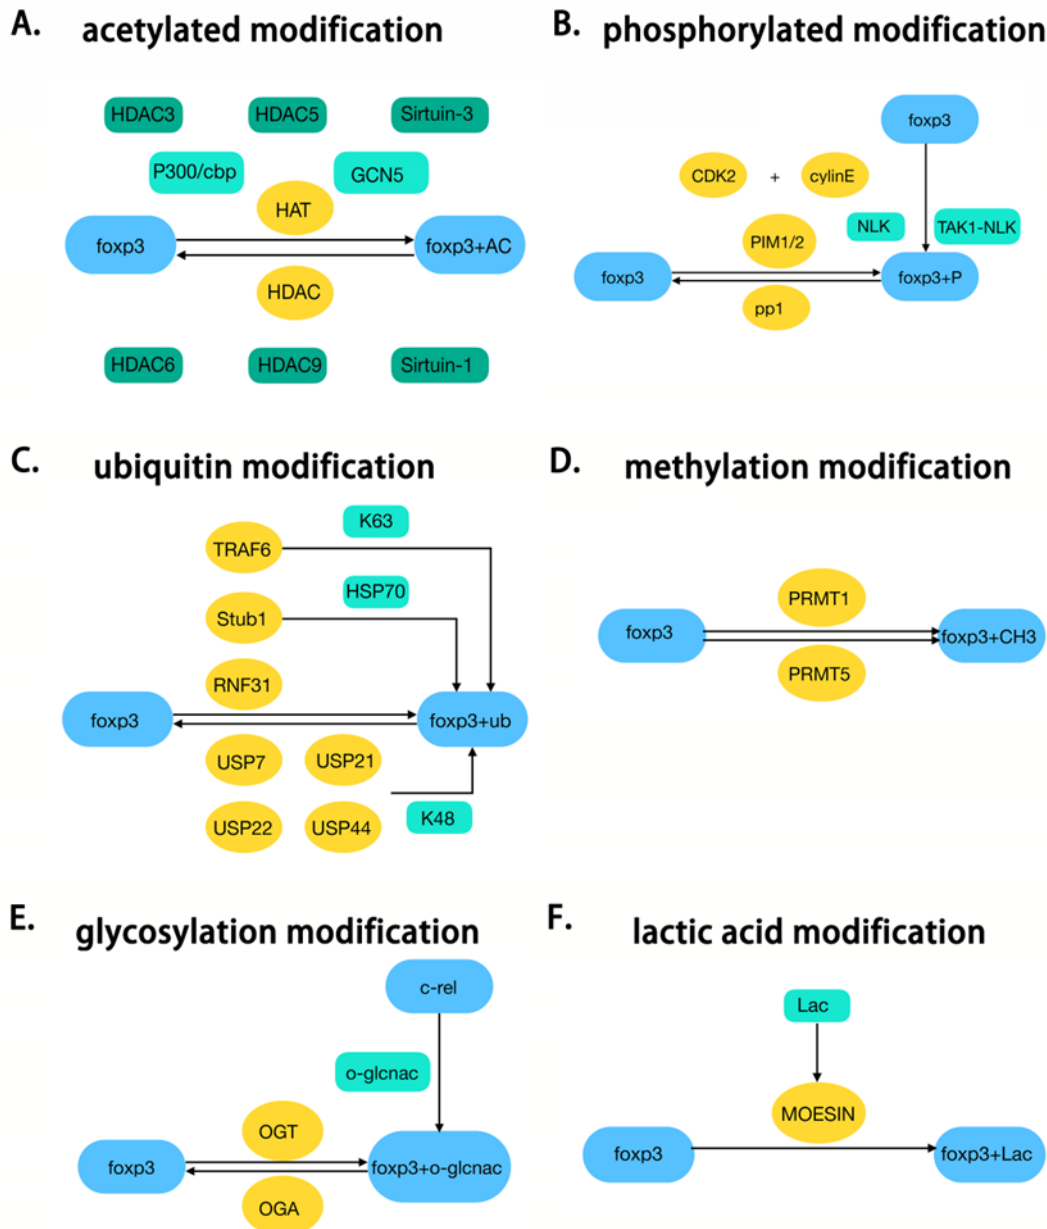 A. acetylated modification
HDAC3 HDAC5 Sirtuin-3
P300/cbp GCN5
HAT
foxp3 foxp3+AC
HDAC
HDAC6 HDAC9 Sirtuin-1
B. phosphorylated modification
foxp3
CDK2 + cylinE
NLK TAK1-NLK
PIM1/2
foxp3 foxp3+P
pp1
C. ubiquitin modification
K63
TRAF6
HSP70
Stub1
RNF31
foxp3 foxp3+ub
USP7 USP21
USP22 USP44 K48
D. methylation modification
PRMT1
foxp3 foxp3+CH3
PRMT5
E. glycosylation modification
c-rel
o-glcnac
OGT
foxp3 foxp3+o-glcnac
OGA
F. lactic acid modification
Lac
MOESIN
foxp3 foxp3+Lac